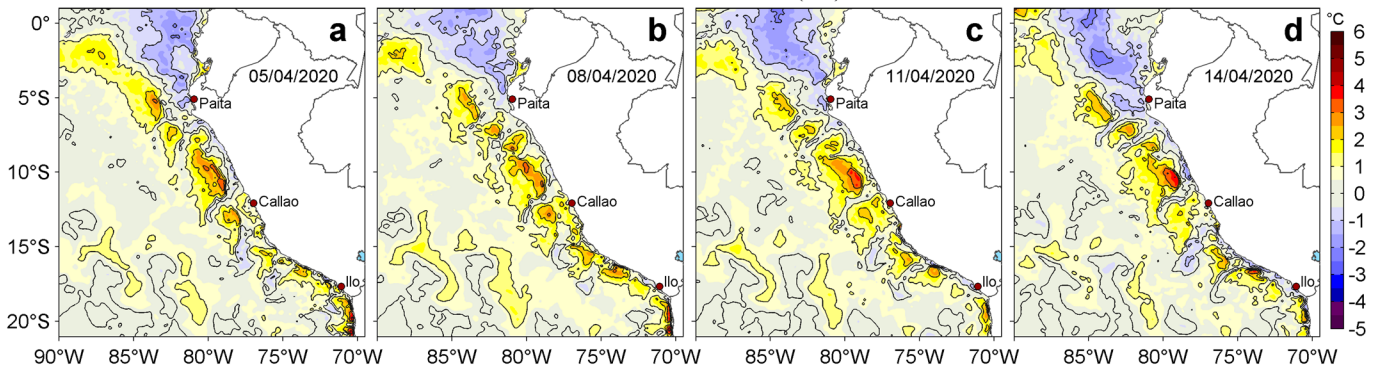 a b c d °C
0° 05/04/2020 08/04/2020 11/04/2020 14/04/2020 6
5°S Paita Paita Paita Paita 5
4
3
10°S 2
1
Callao Callao Callao Callao 0
-1
15°S -2
-3
Ilo Ilo Ilo Ilo -4
20°S -5
90°W 85°W 80°W 75°W 70°W 85°W 80°W 75°W 70°W 85°W 80°W 75°W 70°W 85°W 80°W 75°W 70°W